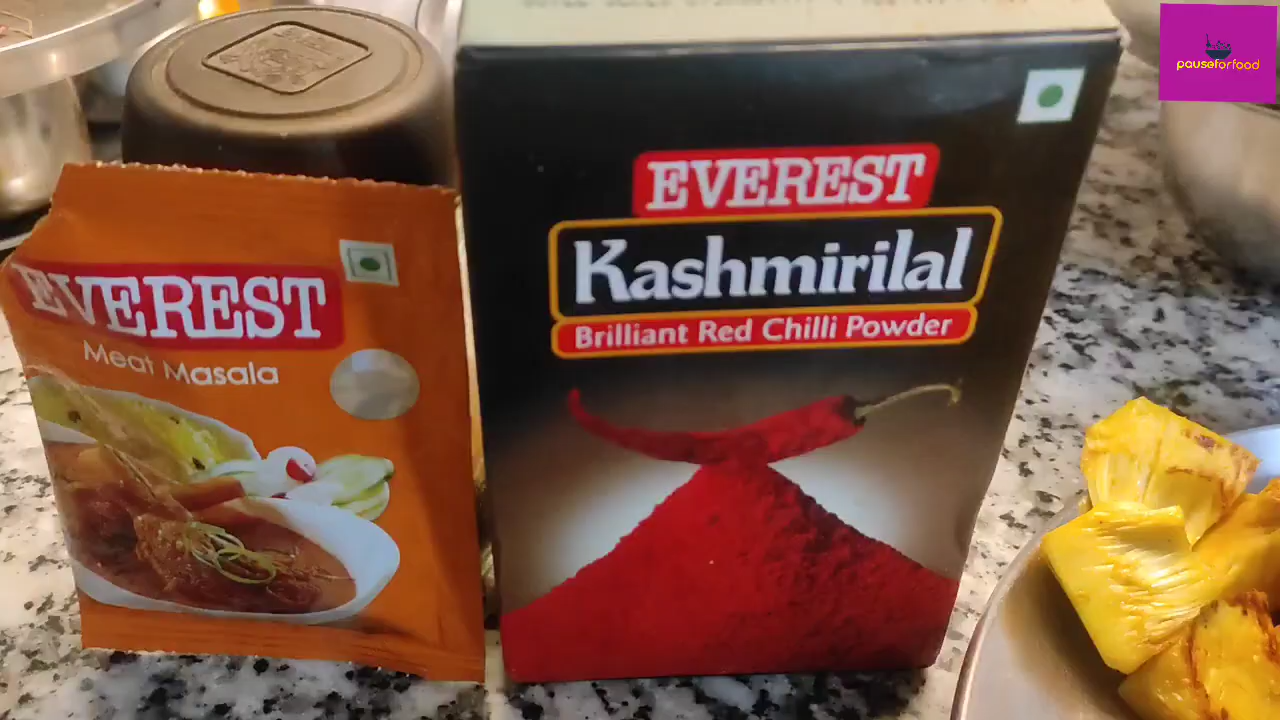 EVEREST
Meat Masala
EVEREST
Kashmirilal
Brilliant Red Chilli Powder
pauseforfood